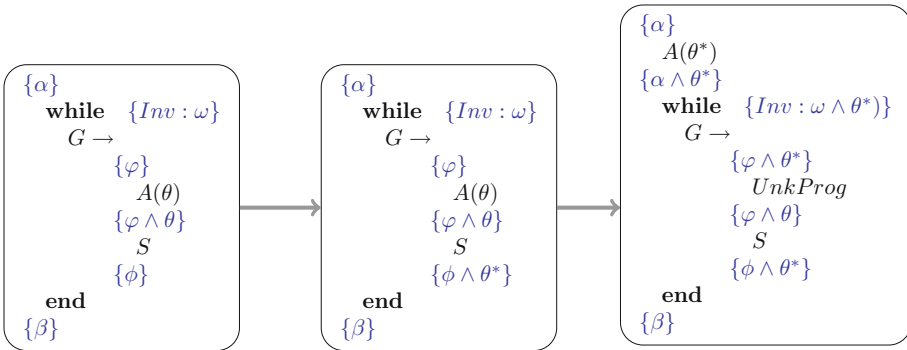 {α}
while {Inv : ω}
G →
{φ}
A(θ)
{φ ∧ θ}
S
{ϕ}
end
{β}
{α}
while {Inv : ω}
G →
{φ}
A(θ)
{φ ∧ θ}
S
{ϕ ∧ θ*}
end
{β}
{α}
A(θ*)
{α ∧ θ*}
while {Inv : ω ∧ θ*)}
G →
{φ ∧ θ*}
UnkProg
{φ ∧ θ}
S
{ϕ ∧ θ*}
end
{β}